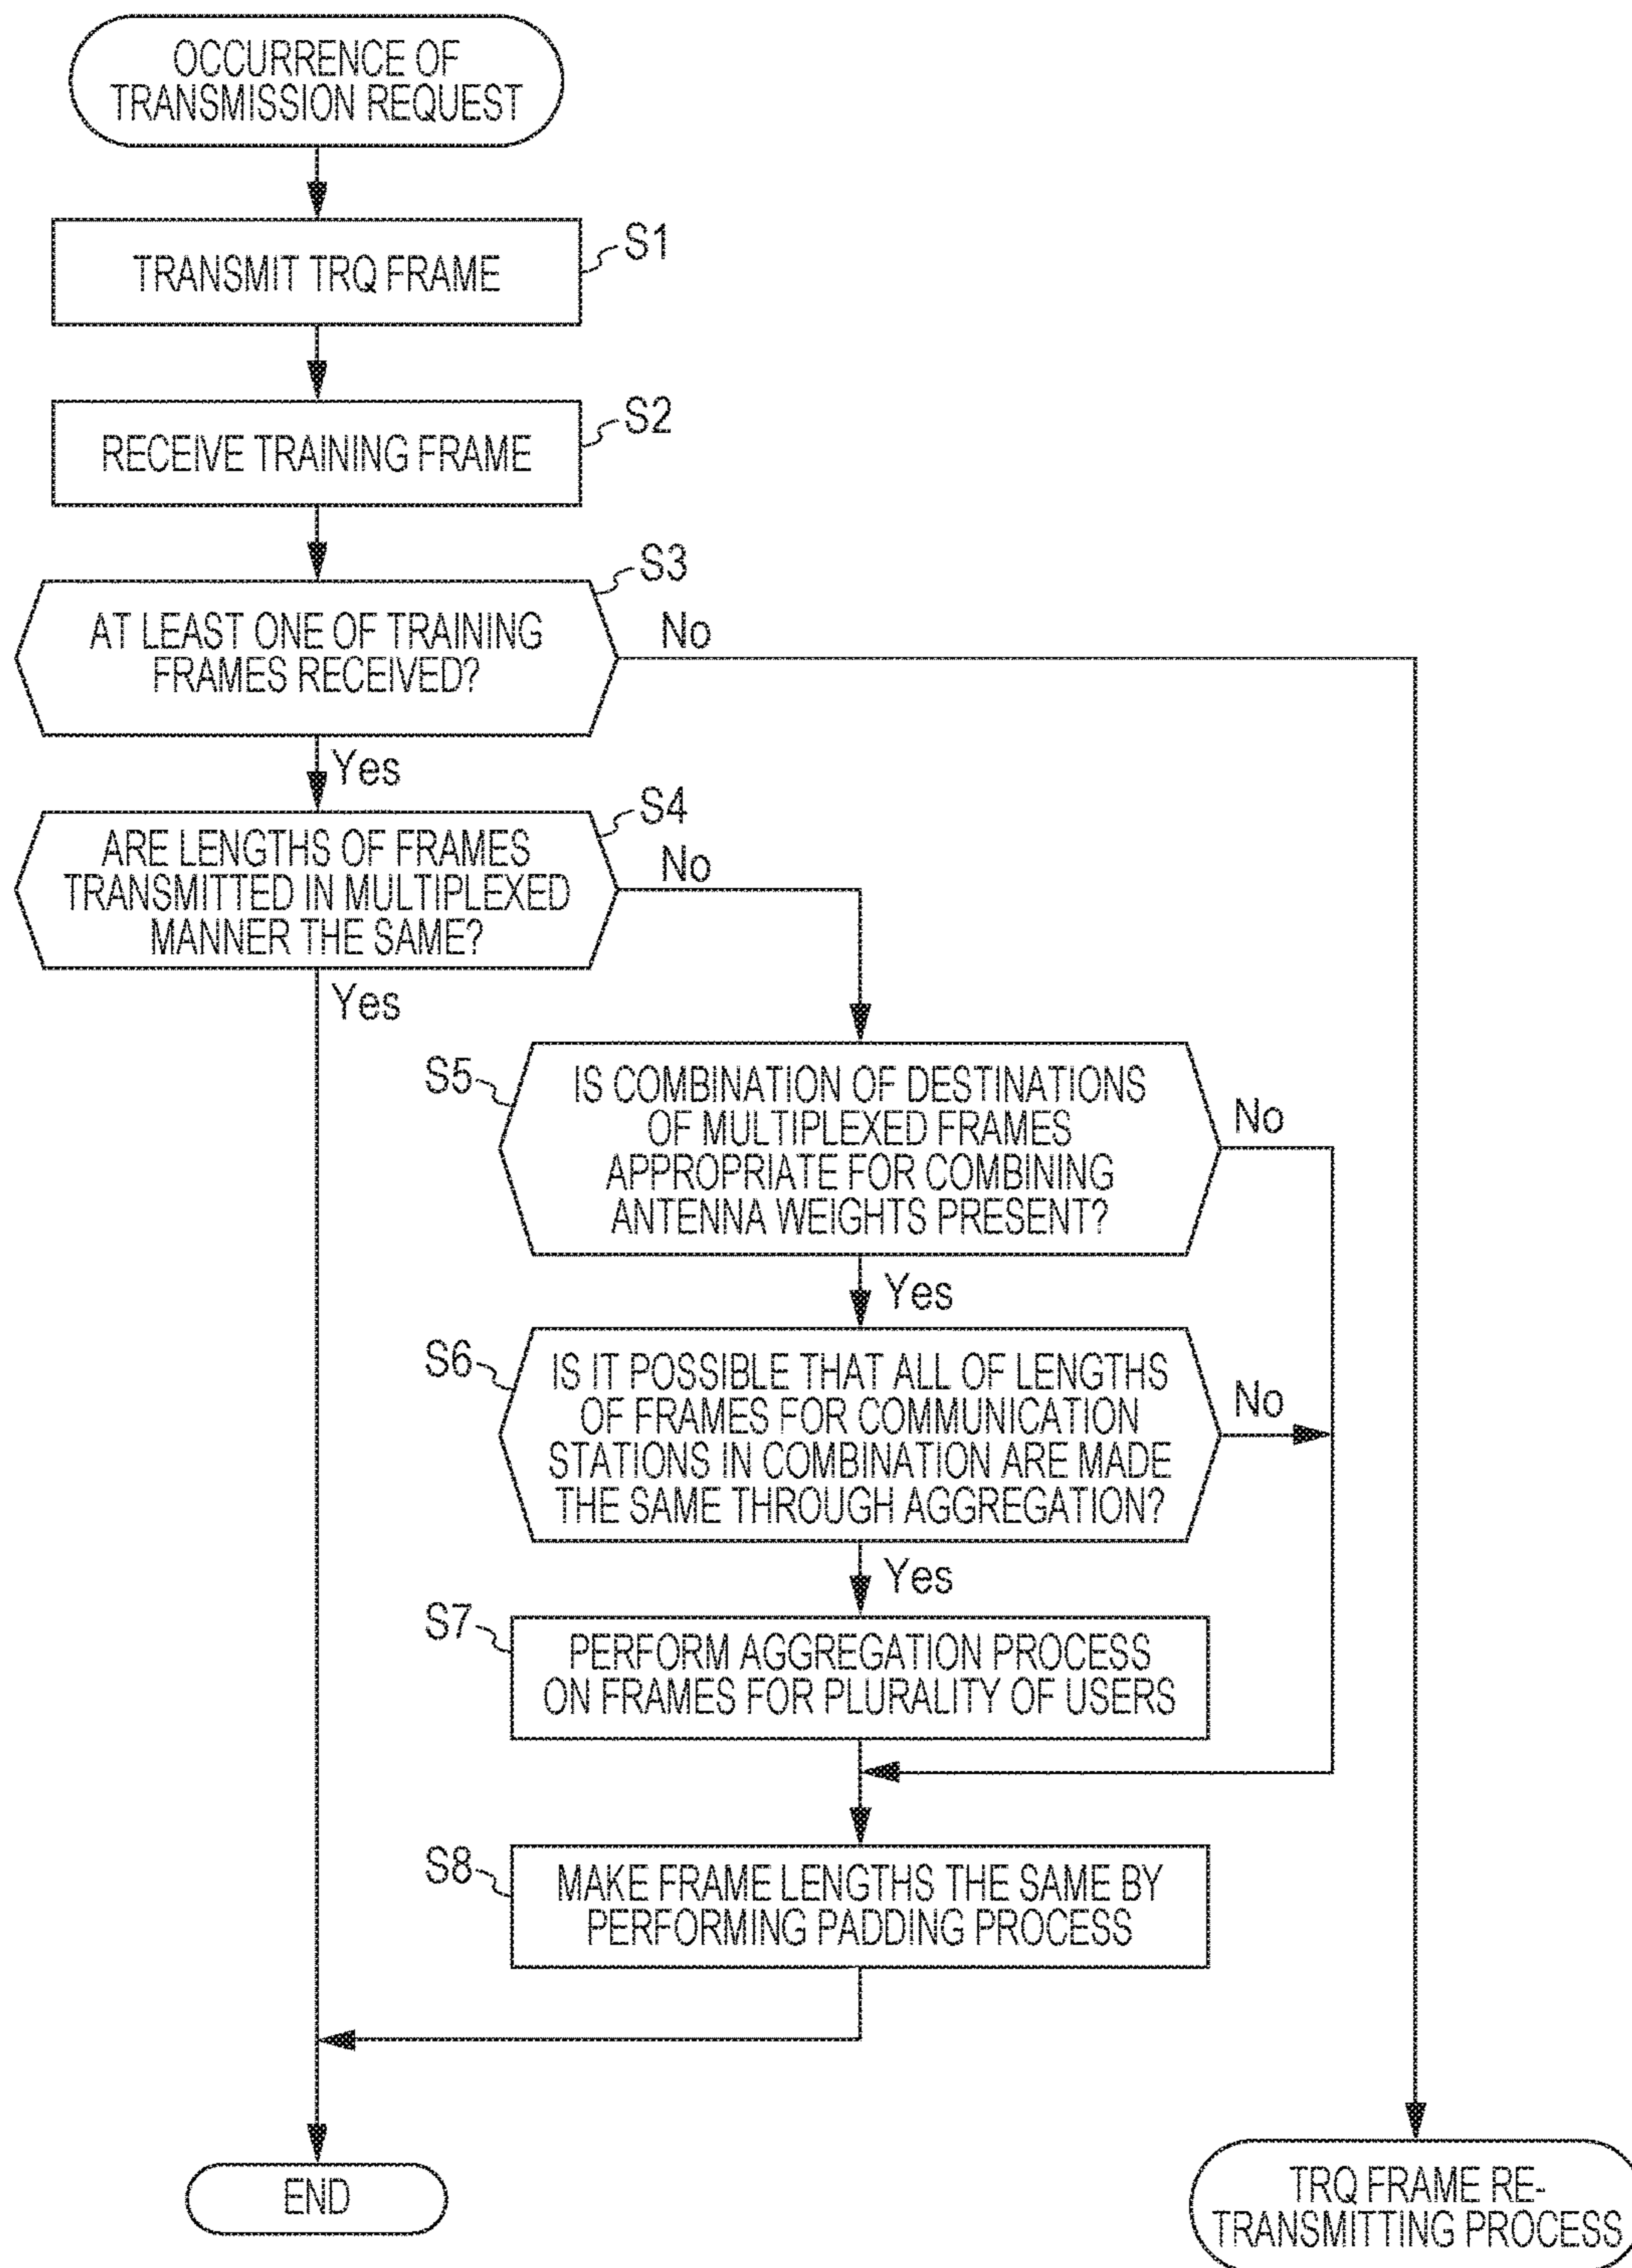 OCCURRENCE OF
TRANSMISSION REQUEST
S1
TRANSMIT TRQ FRAME
S2
RECEIVE TRAINING FRAME
S3
AT LEAST ONE OF TRAINING
FRAMES RECEIVED?
No
Yes
S4
ARE LENGTHS OF FRAMES
TRANSMITTED IN MULTIPLEXED
MANNER THE SAME?
No
Yes
S5
IS COMBINATION OF DESTINATIONS
OF MULTIPLEXED FRAMES
APPROPRIATE FOR COMBINING
ANTENNA WEIGHTS PRESENT?
No
Yes
S6
IS IT POSSIBLE THAT ALL OF LENGTHS
OF FRAMES FOR COMMUNICATION
STATIONS IN COMBINATION ARE MADE
THE SAME THROUGH AGGREGATION?
No
Yes
S7
PERFORM AGGREGATION PROCESS
ON FRAMES FOR PLURALITY OF USERS
S8
MAKE FRAME LENGTHS THE SAME BY
PERFORMING PADDING PROCESS
END
TRQ FRAME RE-
TRANSMITTING PROCESS